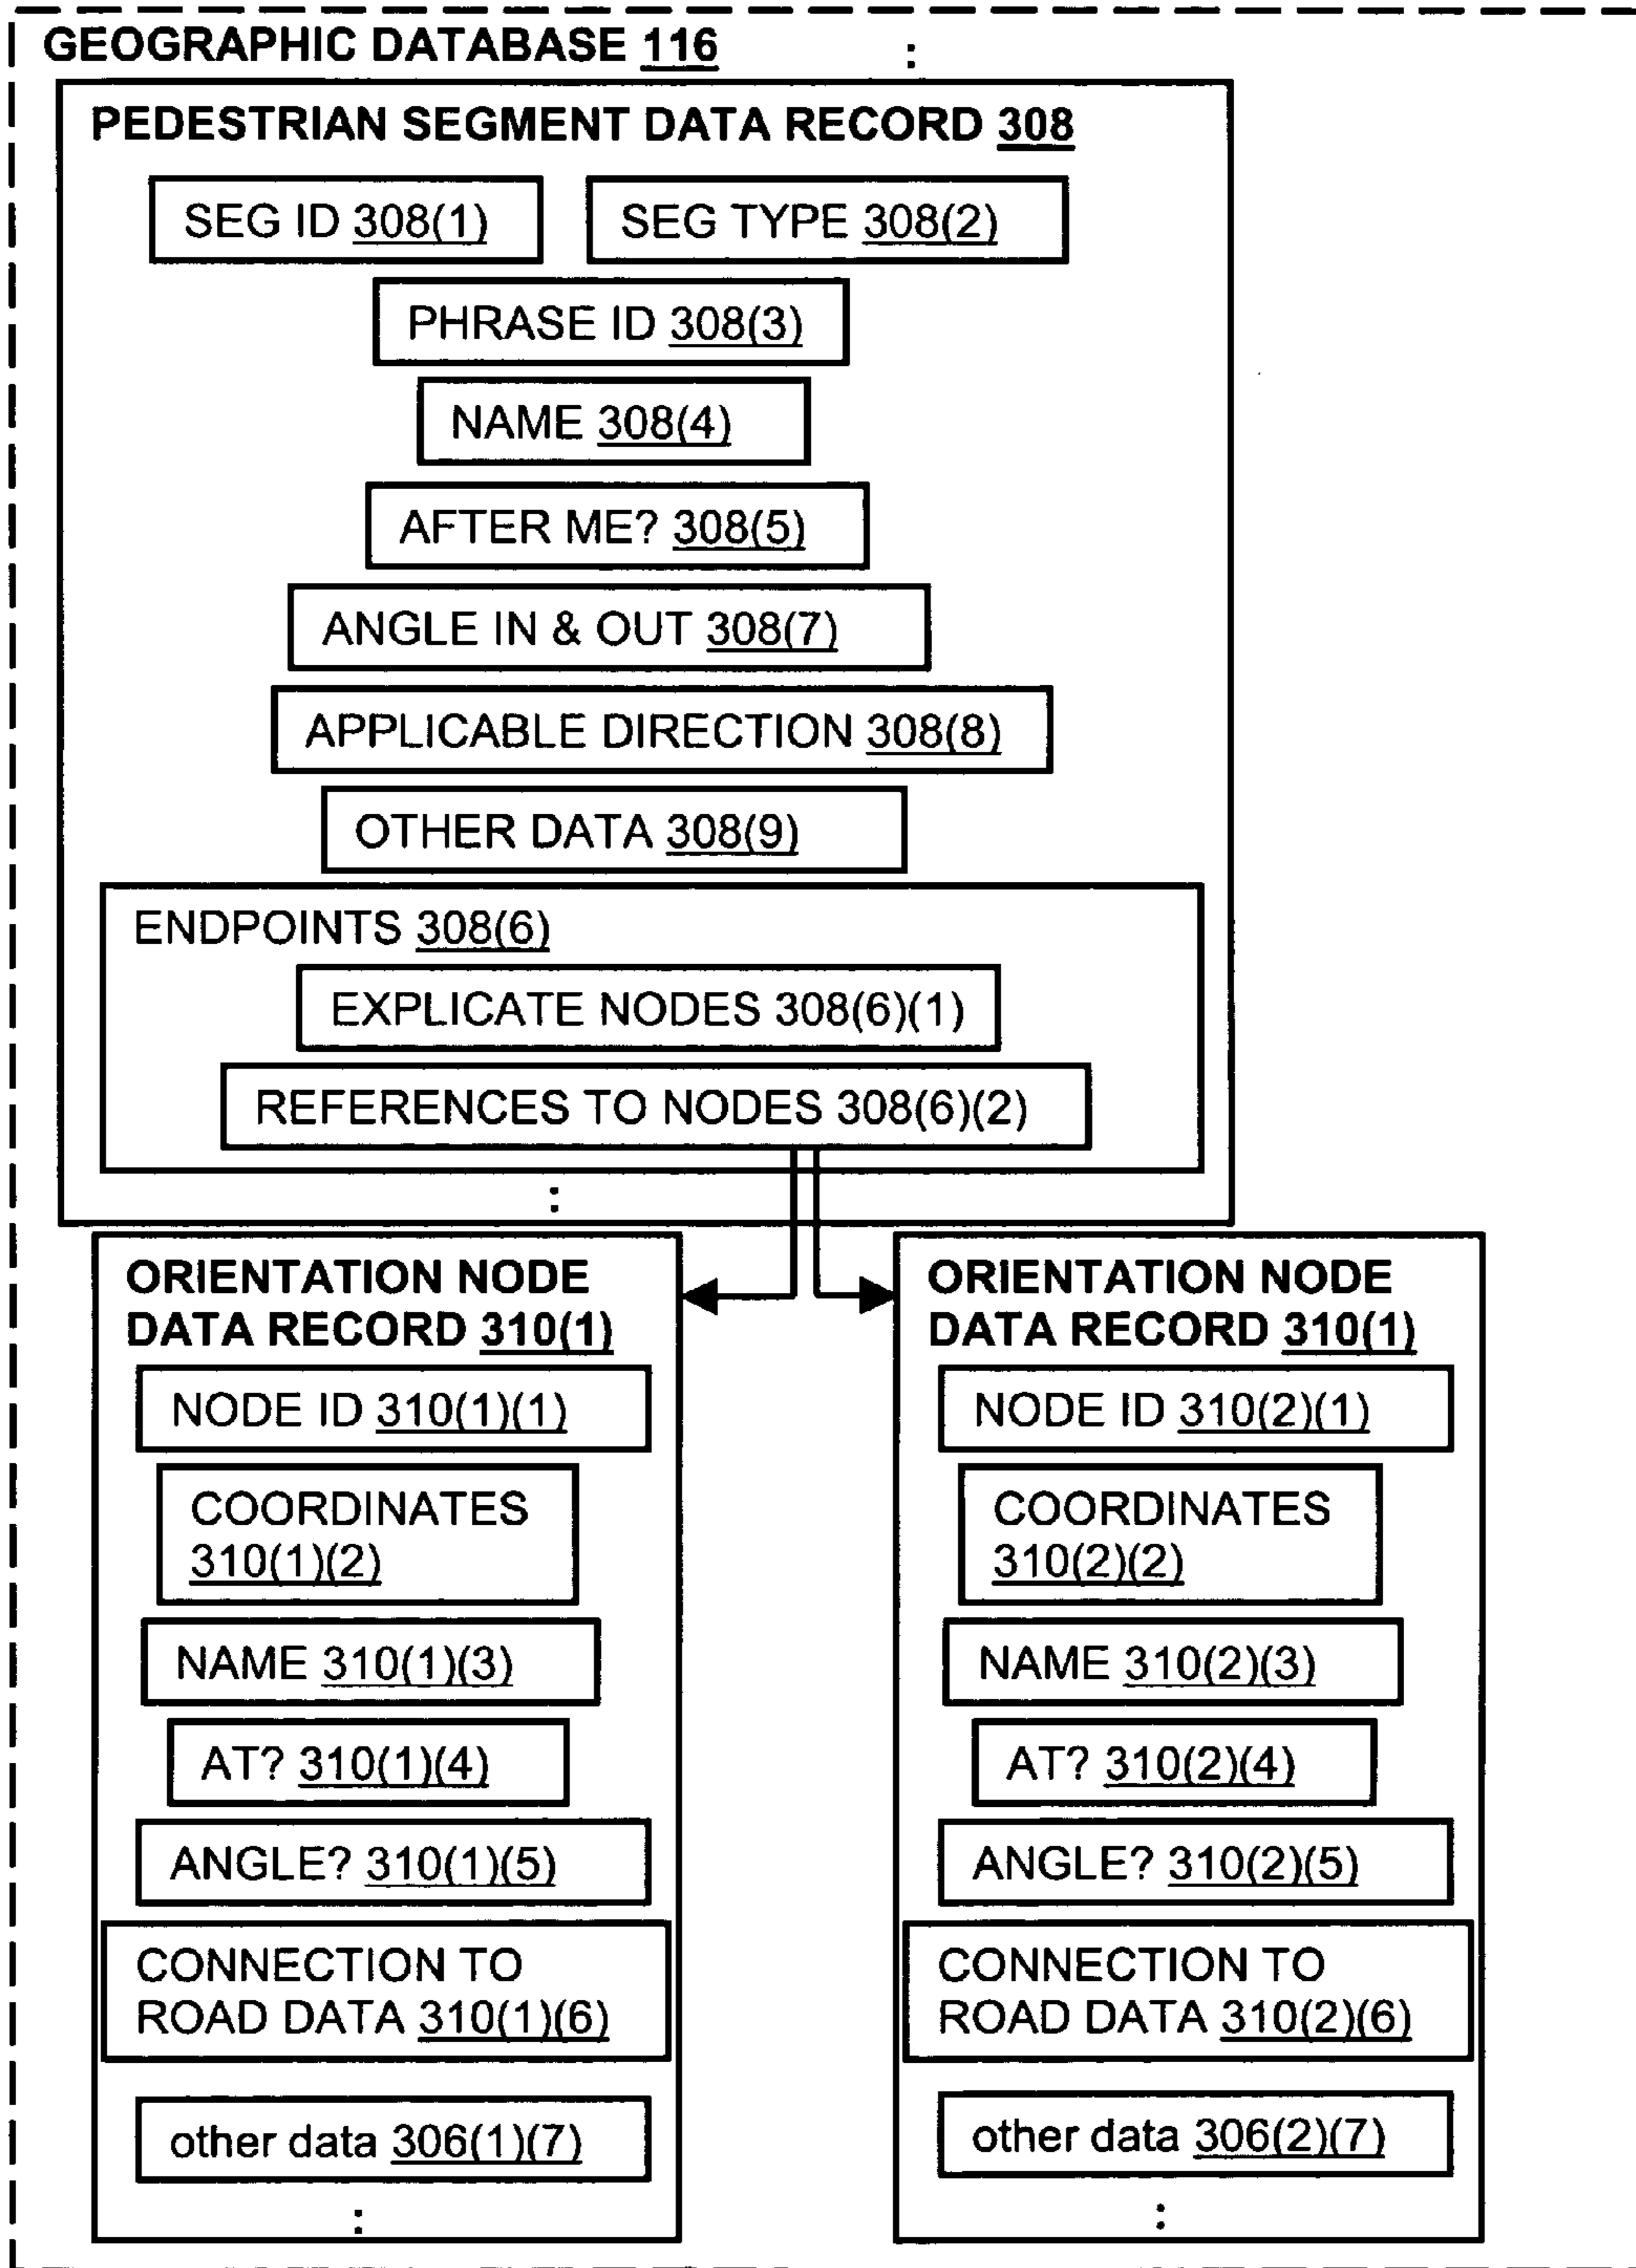 GEOGRAPHIC DATABASE 116
:
PEDESTRIAN SEGMENT DATA RECORD 308
SEG ID 308(1)
SEG TYPE 308(2)
PHRASE ID 308(3)
NAME 308(4)
AFTER ME? 308(5)
ANGLE IN & OUT 308(7)
APPLICABLE DIRECTION 308(8)
OTHER DATA 308(9)
ENDPOINTS 308(6)
EXPLICATE NODES 308(6)(1)
REFERENCES TO NODES 308(6)(2)
:
ORIENTATION NODE
DATA RECORD 310(1)
NODE ID 310(1)(1)
COORDINATES
310(1)(2)
NAME 310(1)(3)
AT? 310(1)(4)
ANGLE? 310(1)(5)
CONNECTION TO
ROAD DATA 310(1)(6)
other data 306(1)(7)
:
ORIENTATION NODE
DATA RECORD 310(1)
NODE ID 310(2)(1)
COORDINATES
310(2)(2)
NAME 310(2)(3)
AT? 310(2)(4)
ANGLE? 310(2)(5)
CONNECTION TO
ROAD DATA 310(2)(6)
other data 306(2)(7)
: